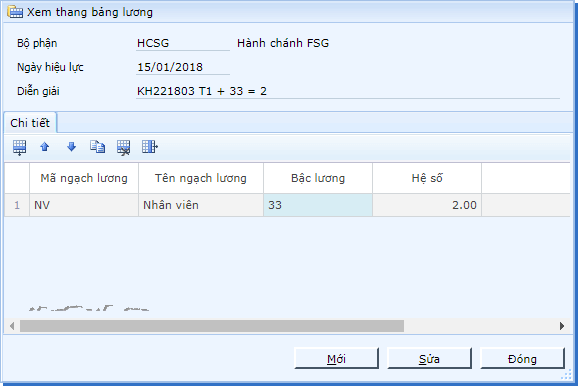 Xem thang bảng lương
Bộ phận HCSG Hành chánh FSG
Ngày hiệu lực 15/01/2018
Diễn giải KH221803 T1 + 33 = 2
Chi tiết
Mã ngạch lương Tên ngạch lương Bậc lương Hệ số
1 NV Nhân viên 33 2.00
Mới Sửa Đóng